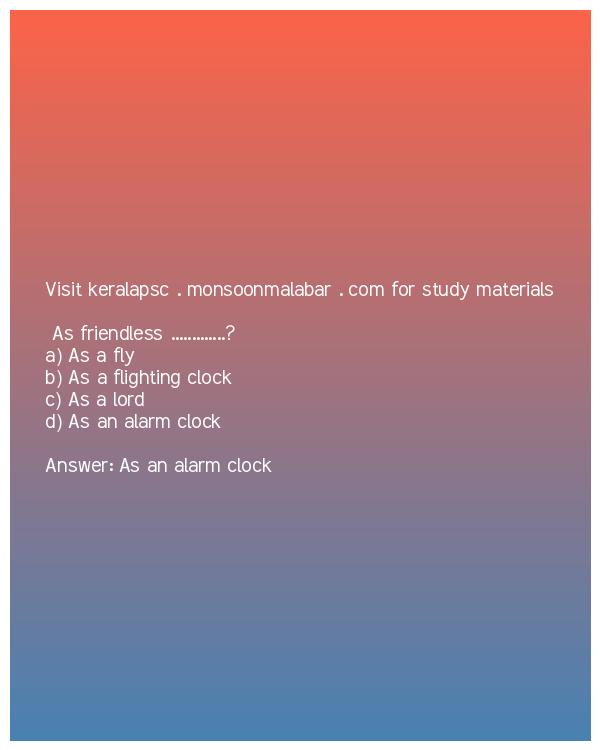 Visit keralapsc . monsoonmalabar . com for study materials
As friendless .............?
a) As a fly
b) As a flighting clock
c) As a lord
d) As an alarm clock
Answer: As an alarm clock